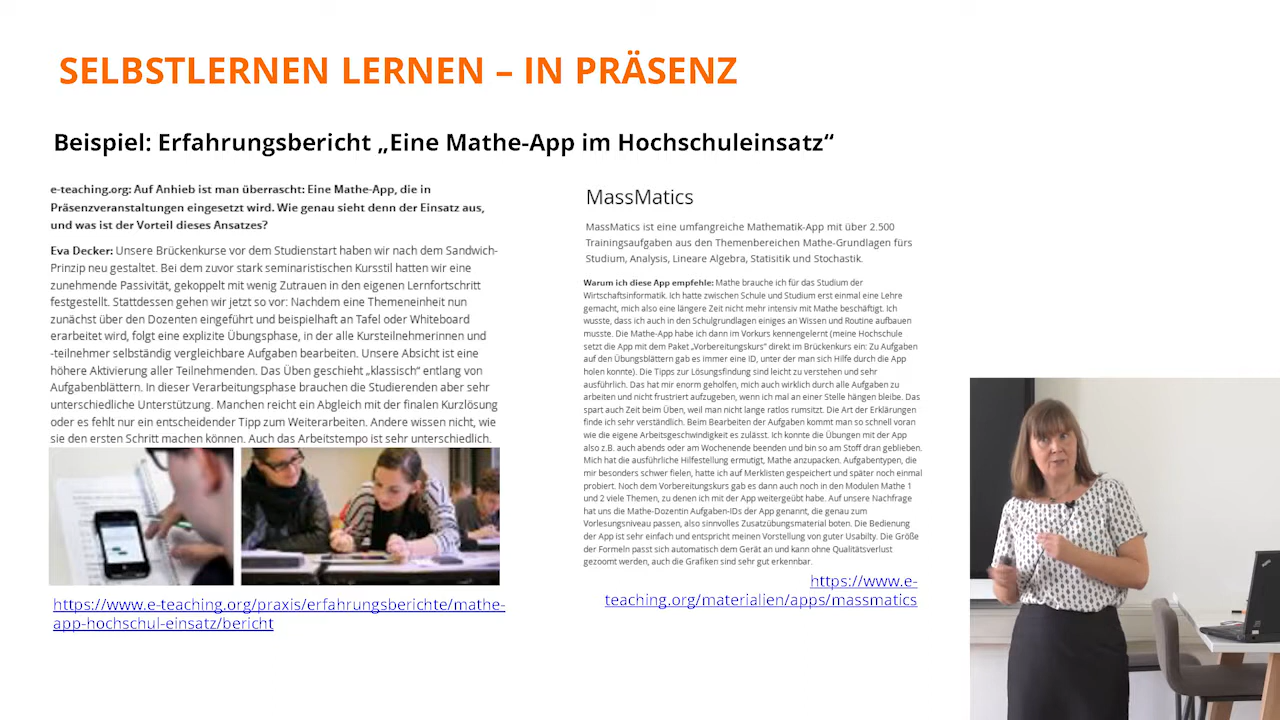 SELBSTLERNEN LERNEN – IN PRÄSENZ
Beispiel: Erfahrungsbericht „Eine Mathe-App im Hochschuleinsatz“
e-teaching.org: Auf Anhieb ist man überrascht: Eine Mathe-App, die in
Präsenzveranstaltungen eingesetzt wird. Wie genau sieht denn der Einsatz aus,
und was ist der Vorteil dieses Ansatzes?
Eva Decker: Unsere Brückenkurse vor dem Studienstart haben wir nach dem Sandwich-
Prinzip neu gestaltet. Bei dem zuvor stark seminaristischen Kursstil hatten wir eine
zunehmende Passivität, gekoppelt mit wenig Zutrauen in den eigenen Lernfortschritt
festgestellt. Stattdessen gehen wir jetzt so vor: Nachdem eine Themeneinheit nun
zunächst über den Dozenten eingeführt und beispielhaft an Tafel oder Whiteboard
erarbeitet wird, folgt eine explizite Übungsphase, in der alle Kursteilnehmerinnen und
-teilnehmer selbständig vergleichbare Aufgaben bearbeiten. Unsere Absicht ist eine
höhere Aktivierung aller Teilnehmenden. Das Üben geschieht „klassisch“ entlang von
Aufgabenblättern. In dieser Verarbeitungsphase brauchen die Studierenden aber sehr
unterschiedliche Unterstützung. Manchen reicht ein Abgleich mit der finalen Kurzlösung
oder es fehlt nur ein entscheidender Tipp zum Weiterarbeiten. Andere wissen nicht, wie
sie den ersten Schritt machen können. Auch das Arbeitstempo ist sehr unterschiedlich.
https://www.e-teaching.org/praxis/erfahrungsberichte/mathe-
app-hochschul-einsatz/bericht
MassMatics
MassMatics ist eine umfangreiche Mathematik-App mit über 2.500
Trainingsaufgaben aus den Themenbereichen Mathe-Grundlagen fürs
Studium, Analysis, Lineare Algebra, Statisitik und Stochastik.
Warum ich diese App empfehle: Mathe brauche ich für das Studium der
Wirtschaftsinformatik. Ich hatte zwischen Schule und Studium erst einmal eine Lehre
gemacht, mich also eine längere Zeit nicht mehr intensiv mit Mathe beschäftigt. Ich
wusste, dass ich auch in den Schulgrundlagen einiges an Wissen und Routine aufbauen
musste. Die Mathe-App habe ich dann im Vorkurs kennengelernt (meine Hochschule
setzt die App mit dem Paket „Vorbereitungskurs“ direkt im Brückenkurs ein: Zu Aufgaben
auf den Übungsblättern gab es immer eine ID, unter der man sich Hilfe durch die App
holen konnte). Die Tipps zur Lösungsfindung sind leicht zu verstehen und sehr
ausführlich. Das hat mir enorm geholfen, mich auch wirklich durch alle Aufgaben zu
arbeiten und nicht frustriert aufzugeben, wenn ich mal an einer Stelle hängen bleibe. Das
spart auch Zeit beim Üben, weil man nicht lange ratlos rumsitzt. Die Art der Erklärungen
finde ich sehr verständlich. Beim Bearbeiten der Aufgaben kommt man so schnell voran
wie die eigene Arbeitsgeschwindigkeit es zulässt. Ich konnte die Übungen mit der App
also z.B. auch abends oder am Wochenende beenden und bin so am Stoff dran geblieben.
Mich hat die ausführliche Hilfestellung ermutigt, Mathe anzupacken. Aufgabentypen, die
mir besonders schwer fielen, hatte ich auf Merklisten gespeichert und später noch einmal
probiert. Noch dem Vorbereitungskurs gab es dann auch noch in den Modulen Mathe 1
und 2 viele Themen, zu denen ich mit der App weitergeübt habe. Auf unsere Nachfrage
hat uns die Mathe-Dozentin Aufgaben-IDs der App genannt, die genau zum
Vorlesungsniveau passen, also sinnvolles Zusatzübungsmaterial boten. Die Bedienung
der App ist sehr einfach und entspricht meinen Vorstellung von guter Usabilty. Die Größe
der Formeln passt sich automatisch dem Gerät an und kann ohne Qualitätsverlust
gezoomt werden, auch die Grafiken sind sehr gut erkennbar.
https://www.e-
teaching.org/materialien/apps/massmatics